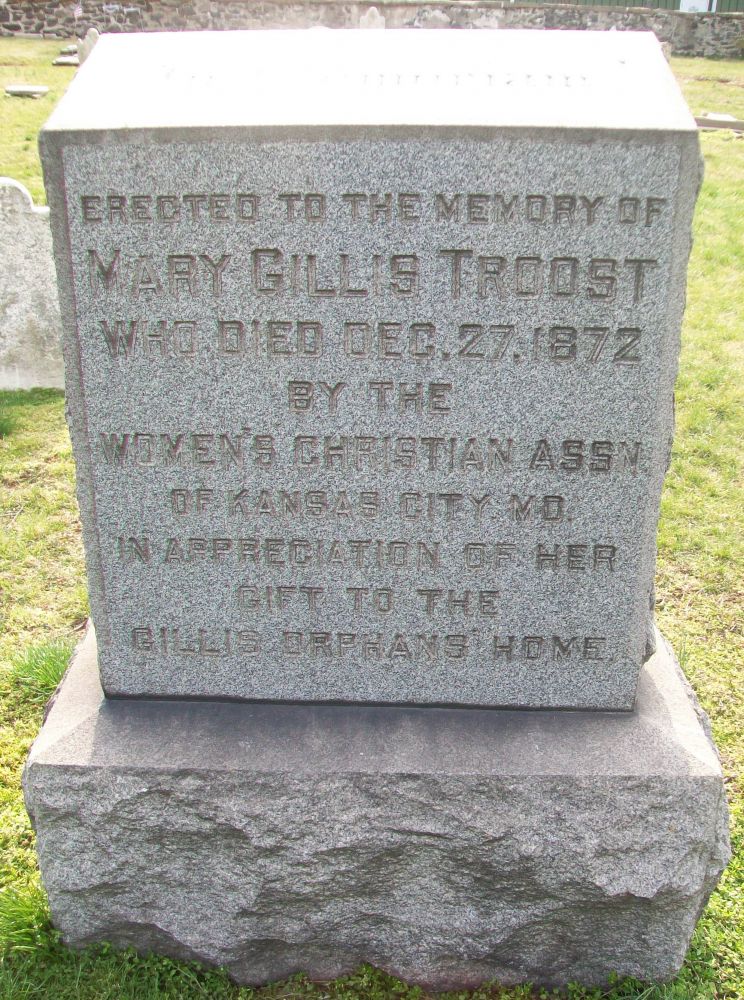 ERECTED TO THE MEMORY OF
MARY GILLIS TROOST
WHO DIED DEC. 27, 1872
BY THE
WOMEN'S CHRISTIAN ASS'N
OF KANSAS CITY, MO.
IN APPRECIATION OF HER
GIFT TO THE
GILLIS ORPHANS' HOME.